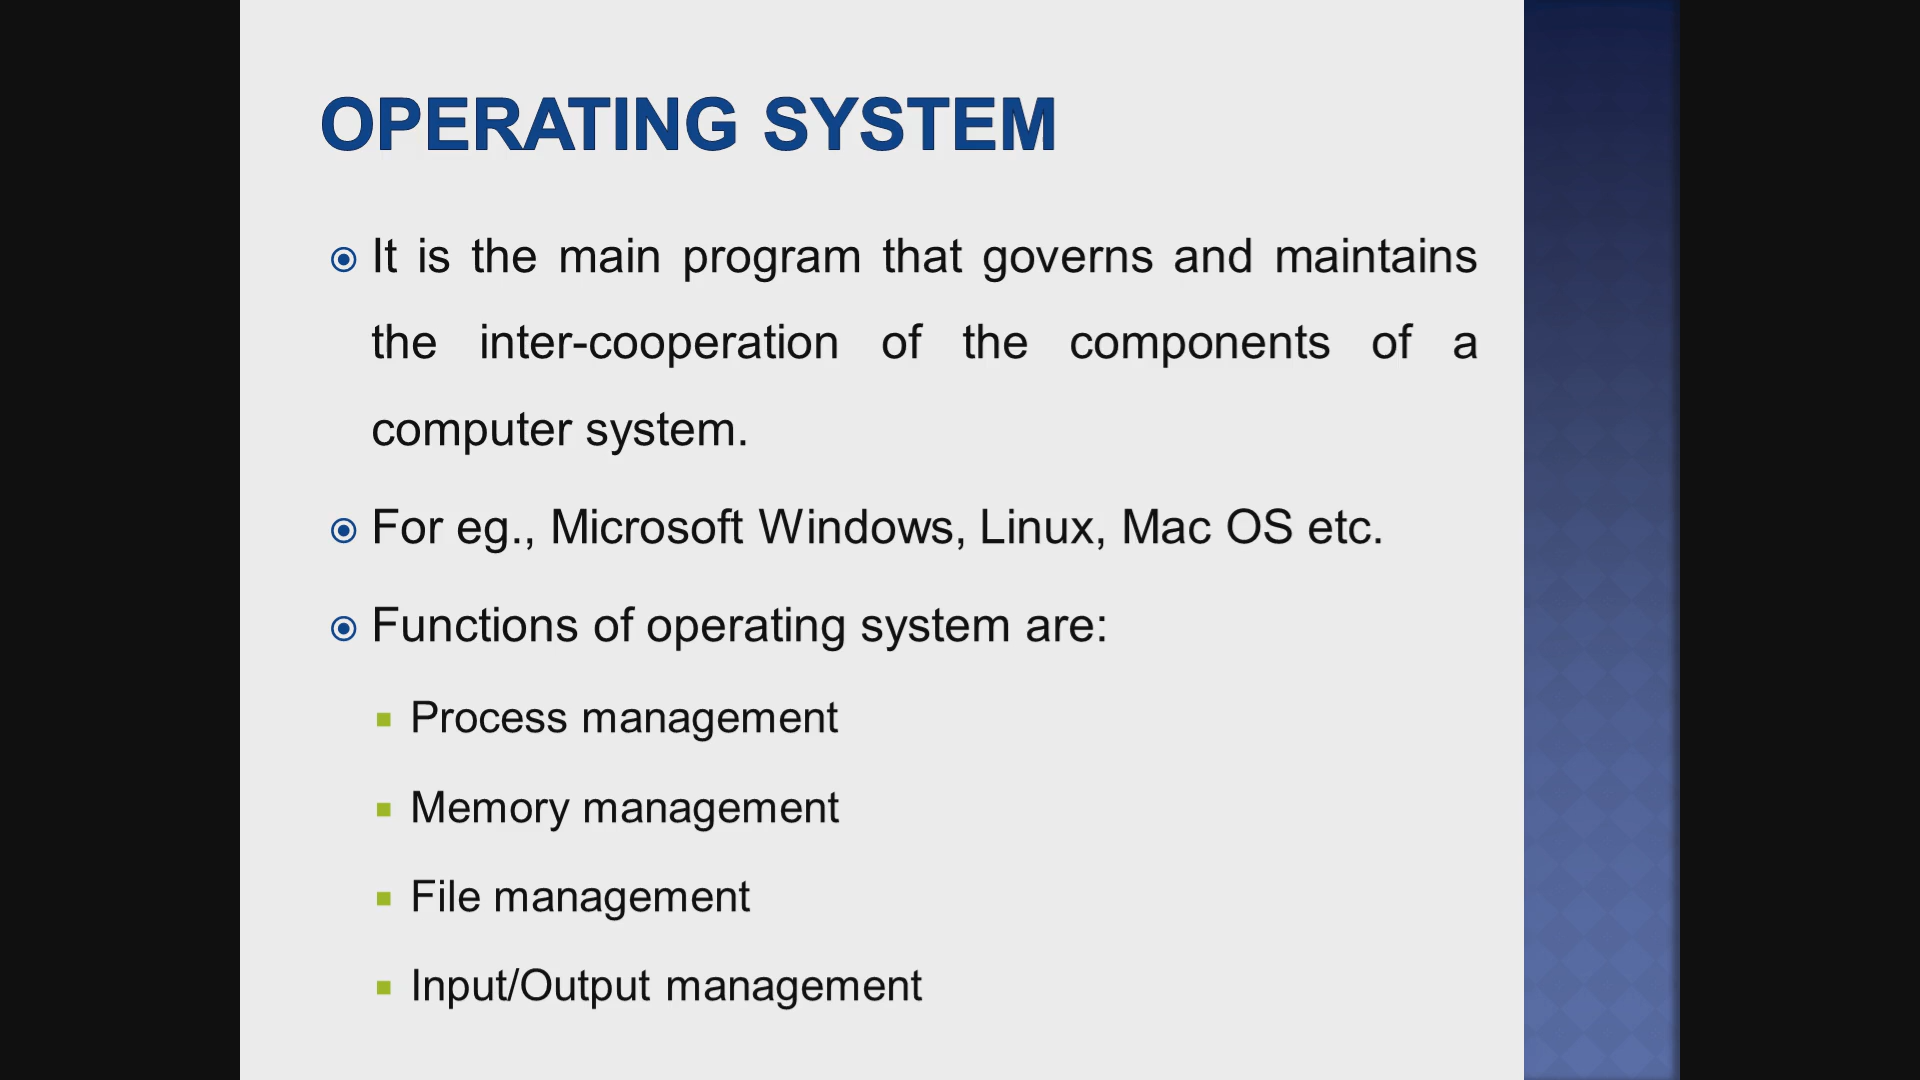 OPERATING SYSTEM
It is the main program that governs and maintains
the inter-cooperation of the components of a
computer system.
For eg., Microsoft Windows, Linux, Mac OS etc.
Functions of operating system are:
Process management
Memory management
File management
Input/Output management